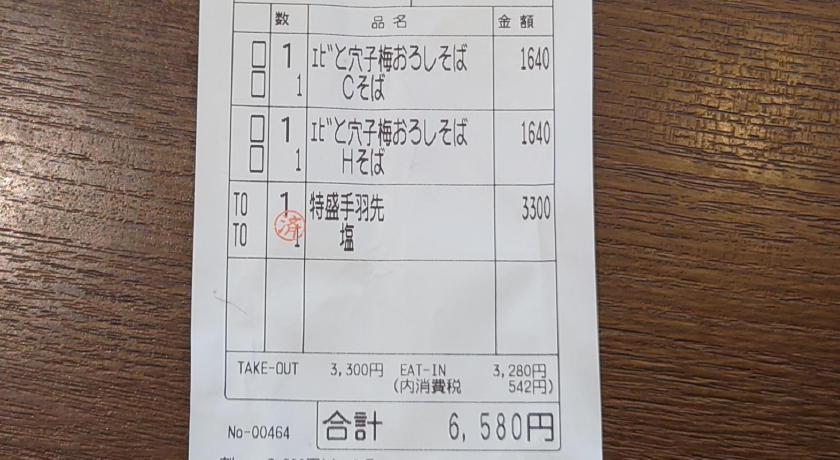 数 品名 金額
1 ｴﾋﾞと穴子梅おろしそば 1640
1 Cそば
1 ｴﾋﾞと穴子梅おろしそば 1640
1 Hそば
TO 1 特盛手羽先 3300
済
TO 1 塩
TAKE-OUT 3,300円 EAT-IN 3,280円
(内消費税 542円)
No-00464 合計 6,580円